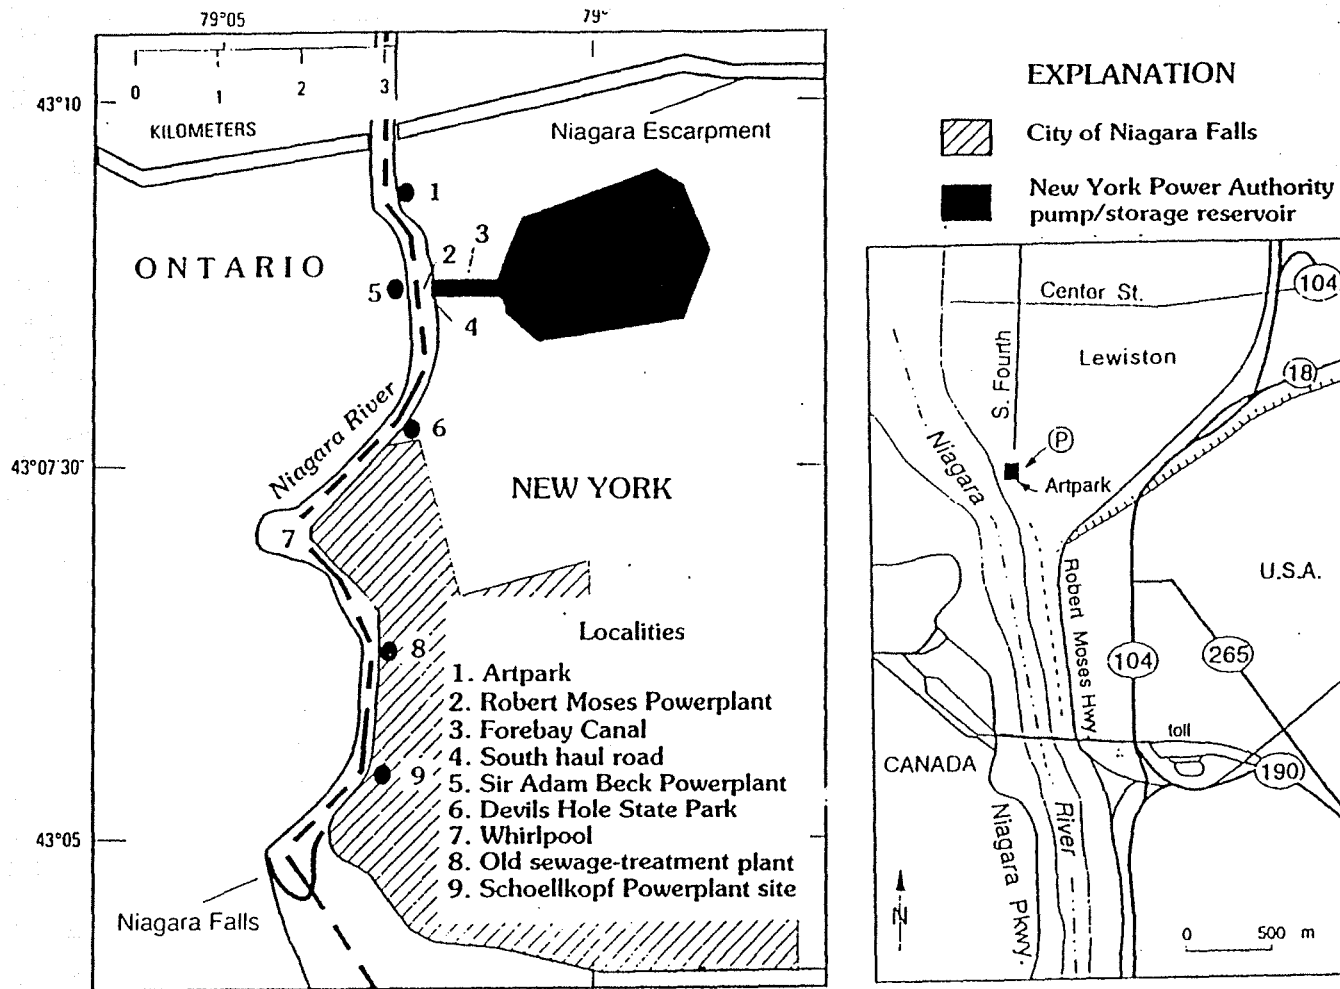 79°05
79°
43°10
0
1
2
3
KILOMETERS
Niagara Escarpment
1
ONTARIO
3
2
5
4
Niagara River
6
43°07'30"
NEW YORK
7
Localities
8
1. Artpark
2. Robert Moses Powerplant
3. Forebay Canal
4. South haul road
5. Sir Adam Beck Powerplant
6. Devils Hole State Park
7. Whirlpool
8. Old sewage-treatment plant
9. Schoellkopf Powerplant site
9
43°05
Niagara Falls
EXPLANATION
City of Niagara Falls
New York Power Authority
pump/storage reservoir
104
Center St.
S. Fourth
Lewiston
18
Niagara
P
Artpark
U.S.A.
Robert Moses Hwy.
104
265
toll
CANADA
190
Niagara Pkwy.
River
N
0
500 m